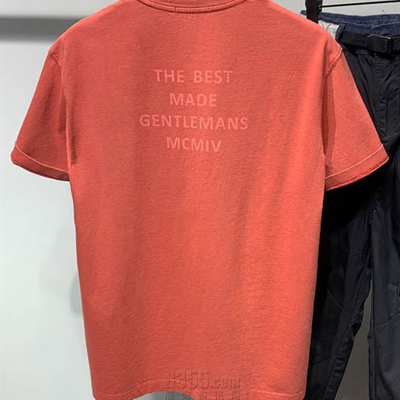 THE BEST
MADE
GENTLEMANS
MCMIV